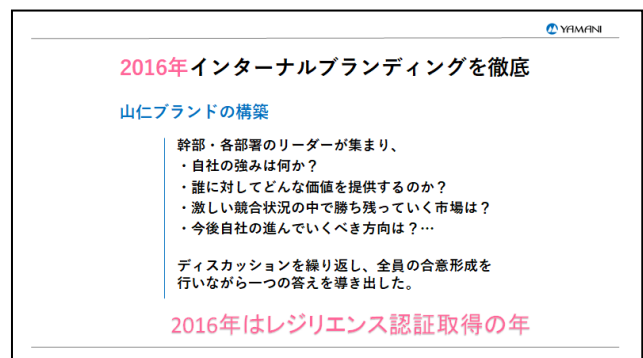 YAMANI
2016年インターナルブランディングを徹底
山仁ブランドの構築
幹部・各部署のリーダーが集まり、
・自社の強みは何か？
・誰に対してどんな価値を提供するのか？
・激しい競合状況の中で勝ち残っていく市場は？
・今後自社の進んでいくべき方向は？…
ディスカッションを繰り返し、全員の合意形成を
行いながら一つの答えを導き出した。
2016年はレジリエンス認証取得の年